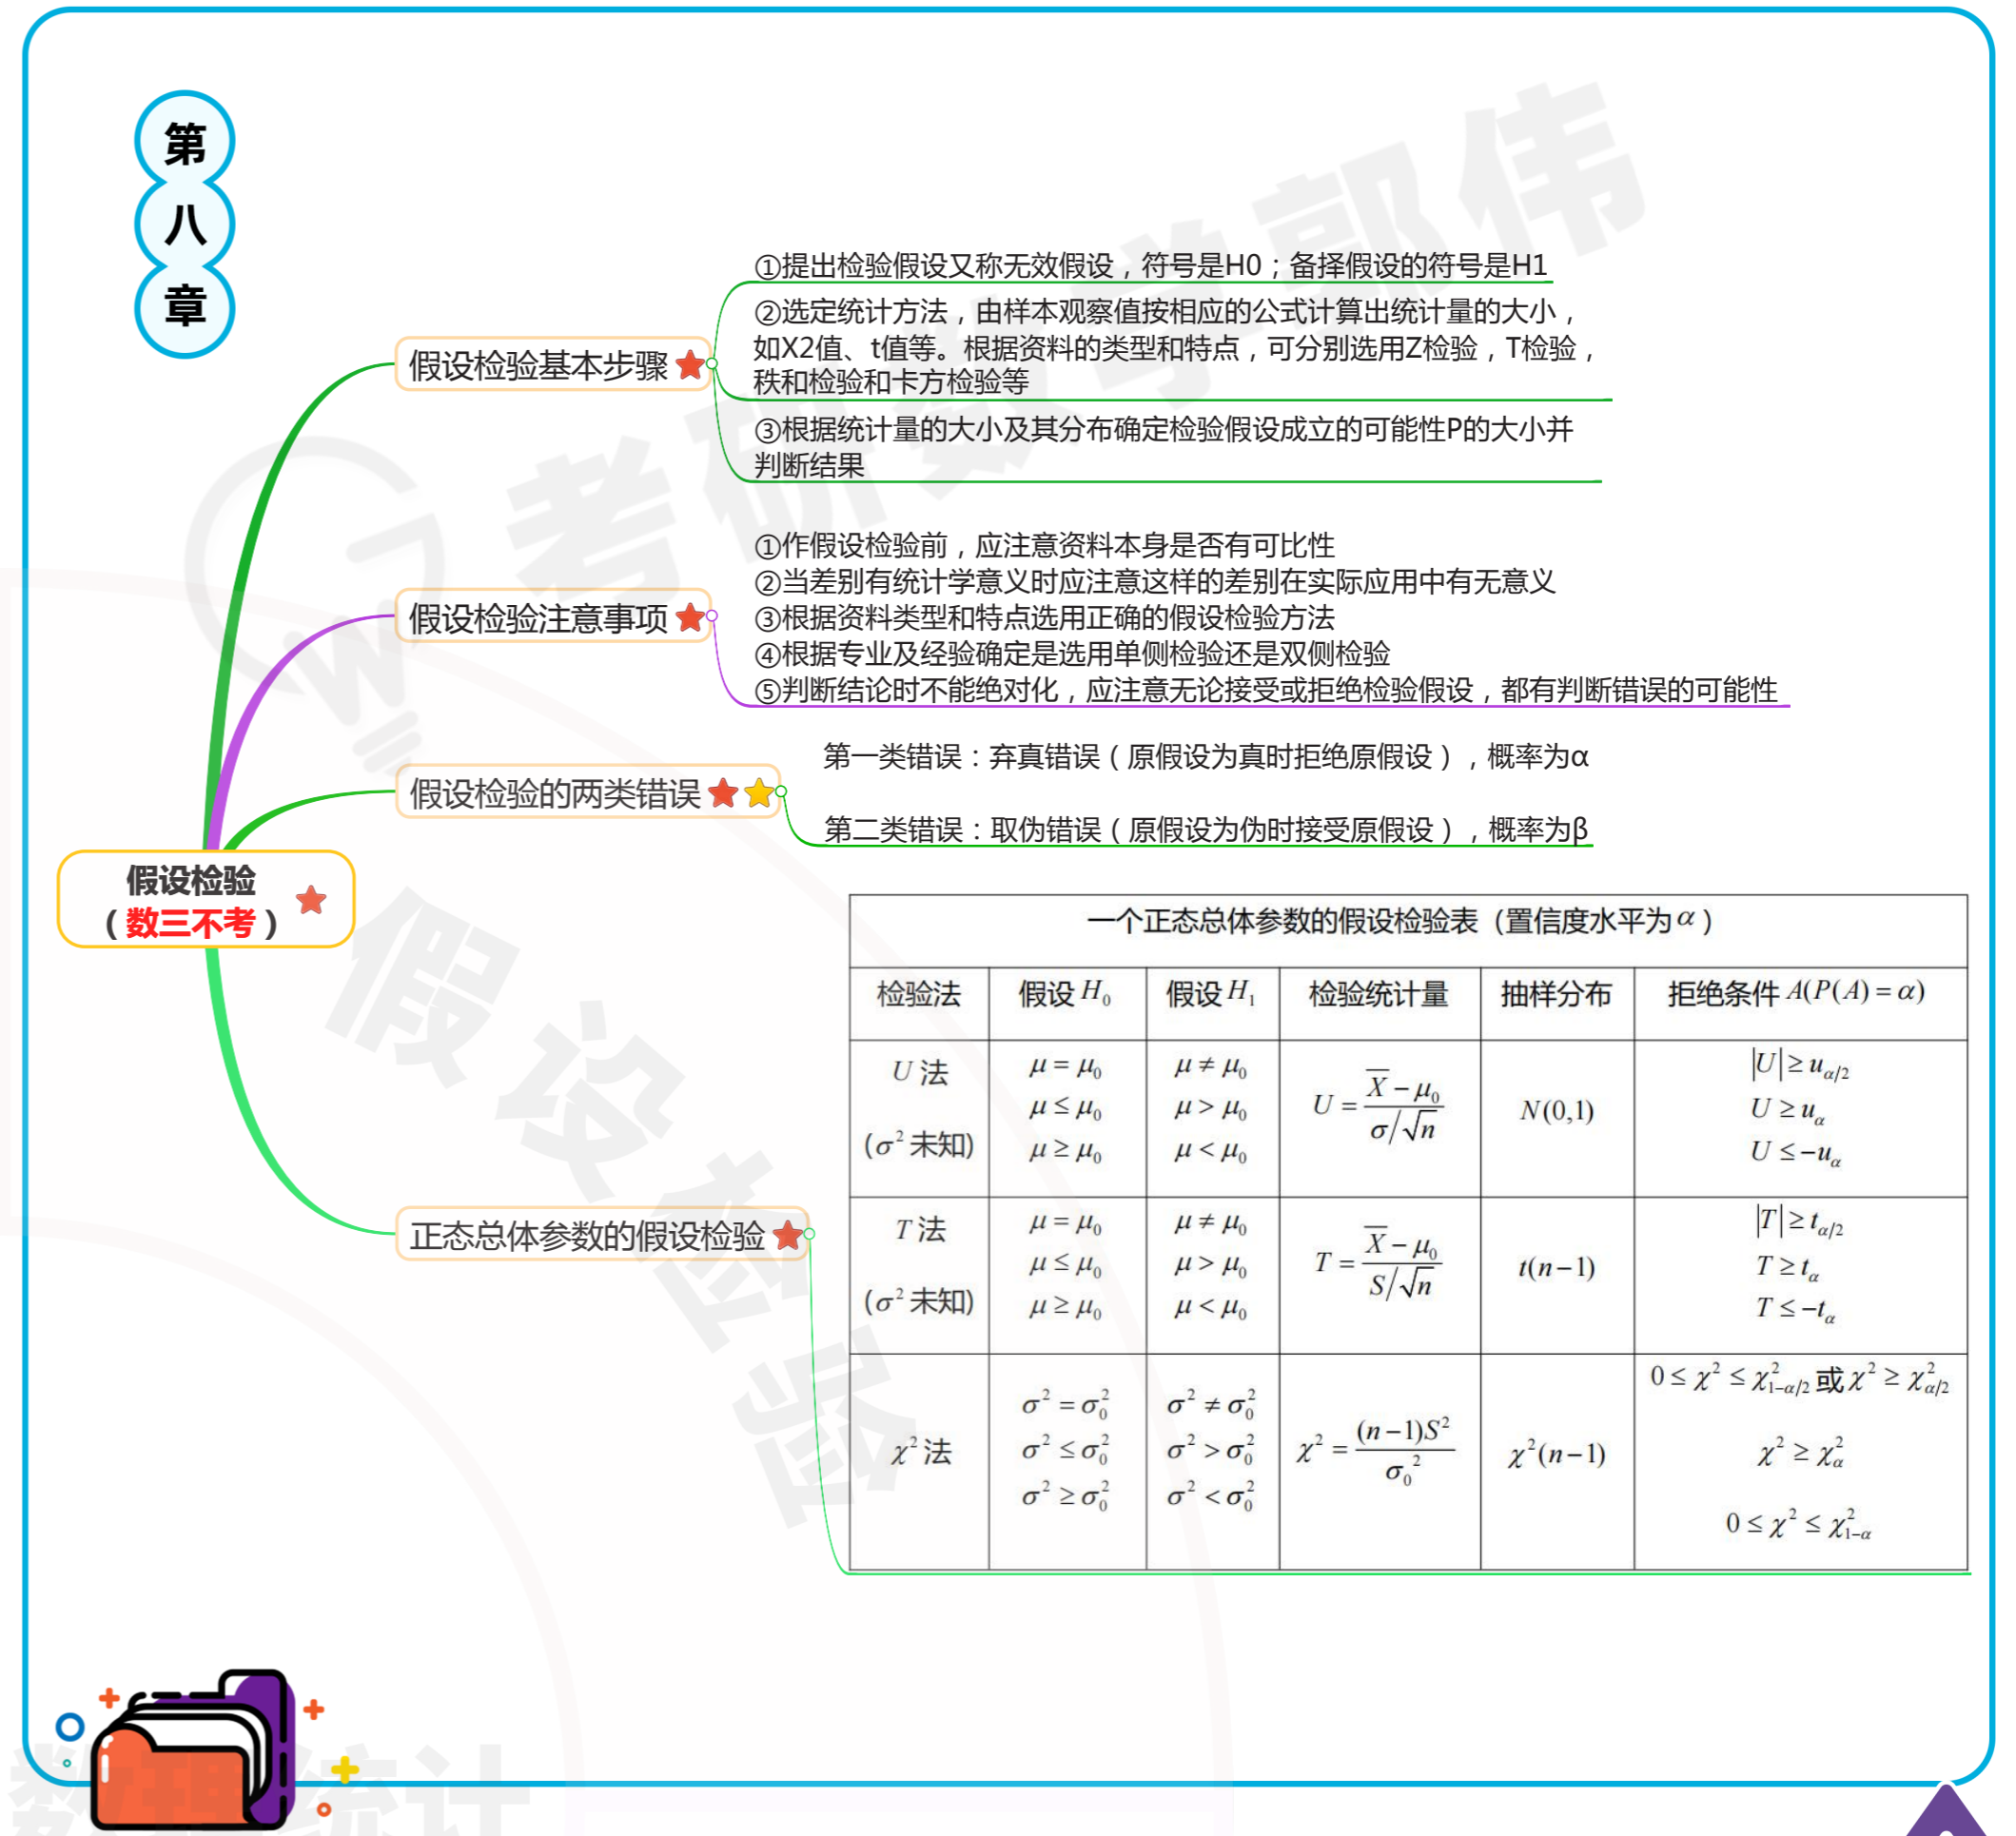 第
八
章
①提出检验假设又称无效假设，符号是H0；备择假设的符号是H1
②选定统计方法，由样本观察值按相应的公式计算出统计量的大小，
如X2值、t值等。根据资料的类型和特点，可分别选用Z检验，T检验，
秩和检验和卡方检验等
③根据统计量的大小及其分布确定检验假设成立的可能性P的大小并
判断结果
假设检验基本步骤
①作假设检验前，应注意资料本身是否有可比性
②当差别有统计学意义时应注意这样的差别在实际应用中有无意义
③根据资料类型和特点选用正确的假设检验方法
④根据专业及经验确定是选用单侧检验还是双侧检验
⑤判断结论时不能绝对化，应注意无论接受或拒绝检验假设，都有判断错误的可能性
假设检验注意事项
第一类错误：弃真错误（原假设为真时拒绝原假设），概率为α
第二类错误：取伪错误（原假设为伪时接受原假设），概率为β
假设检验的两类错误
假设检验
（数三不考）
正态总体参数的假设检验
一个正态总体参数的假设检验表（置信度水平为α）
检验法 假设 H₀ 假设 H₁ 检验统计量 抽样分布 拒绝条件 A(P(A) = α)
U 法 (σ² 未知)
μ = μ₀
μ ≤ μ₀
μ ≥ μ₀
μ ≠ μ₀
μ > μ₀
μ < μ₀
U = (X̄ − μ₀)/(σ/√n)
N(0,1)
|U| ≥ u_{α/2}
U ≥ u_α
U ≤ −u_α
T 法 (σ² 未知)
μ = μ₀
μ ≤ μ₀
μ ≥ μ₀
μ ≠ μ₀
μ > μ₀
μ < μ₀
T = (X̄ − μ₀)/(S/√n)
t(n−1)
|T| ≥ t_{α/2}
T ≥ t_α
T ≤ −t_α
χ² 法
σ² = σ₀²
σ² ≤ σ₀²
σ² ≥ σ₀²
σ² ≠ σ₀²
σ² > σ₀²
σ² < σ₀²
χ² = (n−1)S²/σ₀²
χ²(n−1)
0 ≤ χ² ≤ χ²_{1−α/2} 或 χ² ≥ χ²_{α/2}
χ² ≥ χ²_α
0 ≤ χ² ≤ χ²_{1−α}
考研数学郭伟
假设检验
数理统计